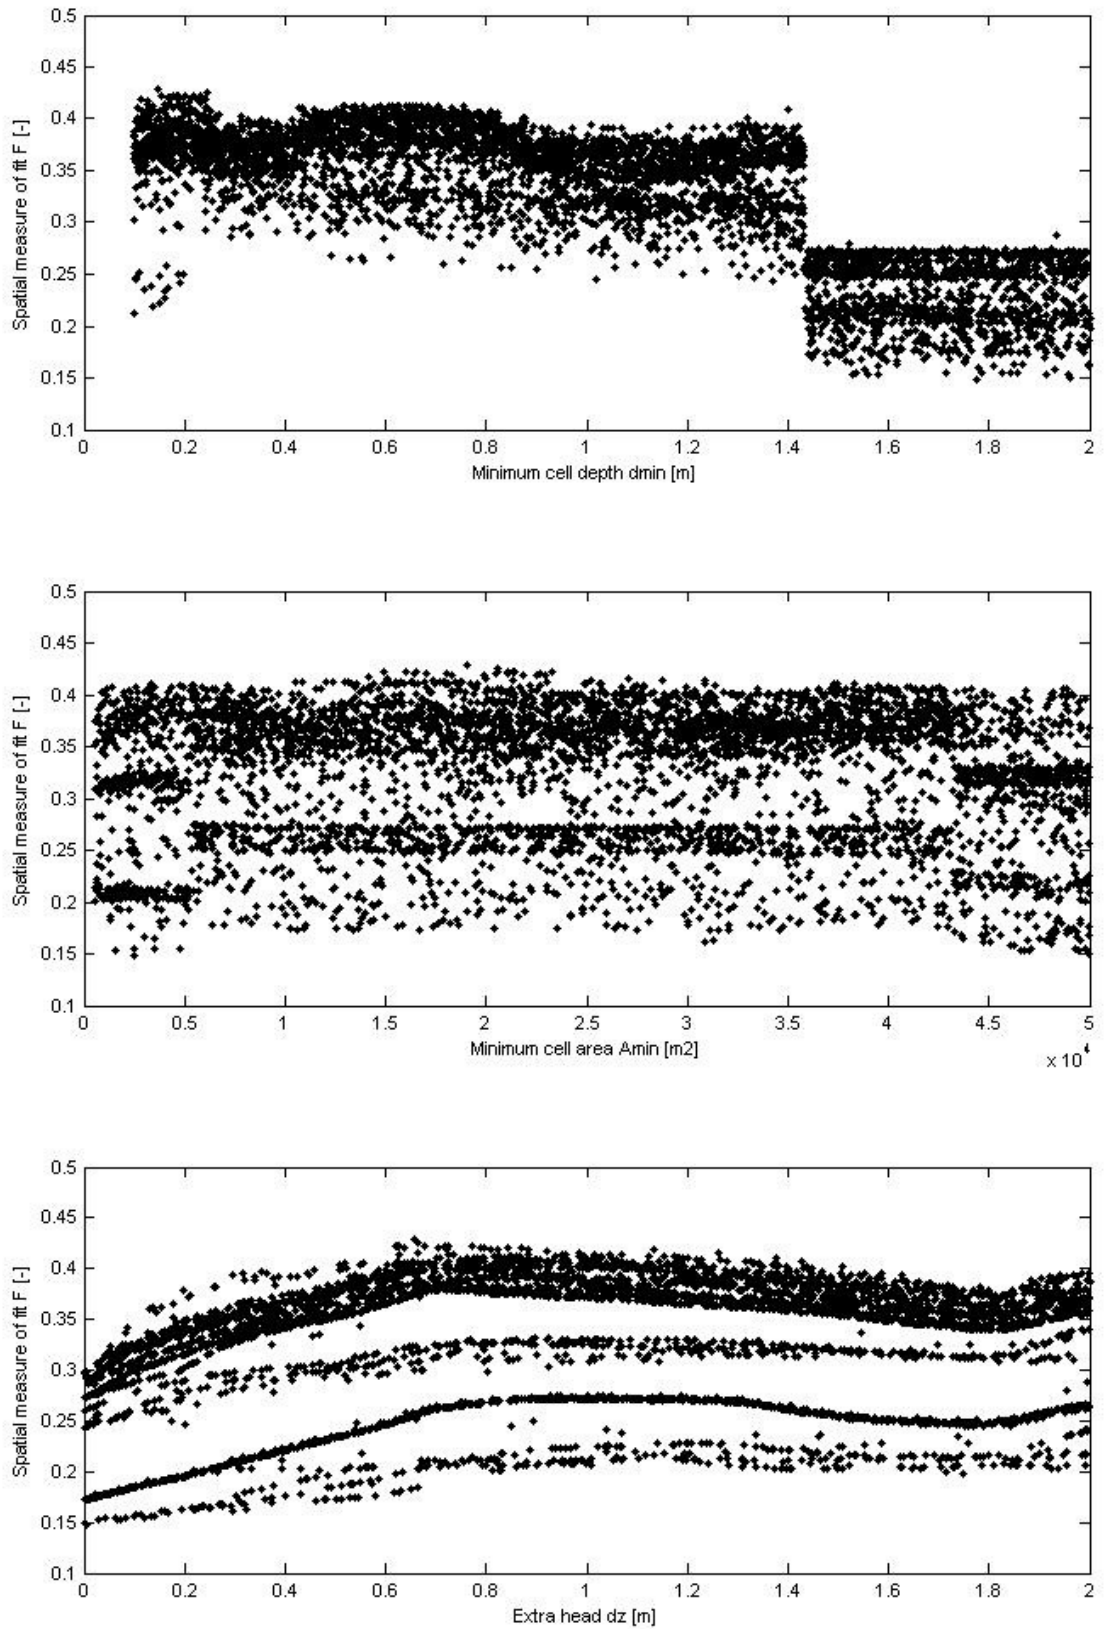 0.5
0.45
0.4
0.35
0.3
0.25
0.2
0.15
0.1
Spatial measure of fit F [-]
0 0.2 0.4 0.6 0.8 1 1.2 1.4 1.6 1.8 2
Minimum cell depth dmin [m]
0.5
0.45
0.4
0.35
0.3
0.25
0.2
0.15
0.1
Spatial measure of fit F [-]
0 0.5 1 1.5 2 2.5 3 3.5 4 4.5 5
Minimum cell area Amin [m2]
x 10⁴
0.5
0.45
0.4
0.35
0.3
0.25
0.2
0.15
0.1
Spatial measure of fit F [-]
0 0.2 0.4 0.6 0.8 1 1.2 1.4 1.6 1.8 2
Extra head dz [m]